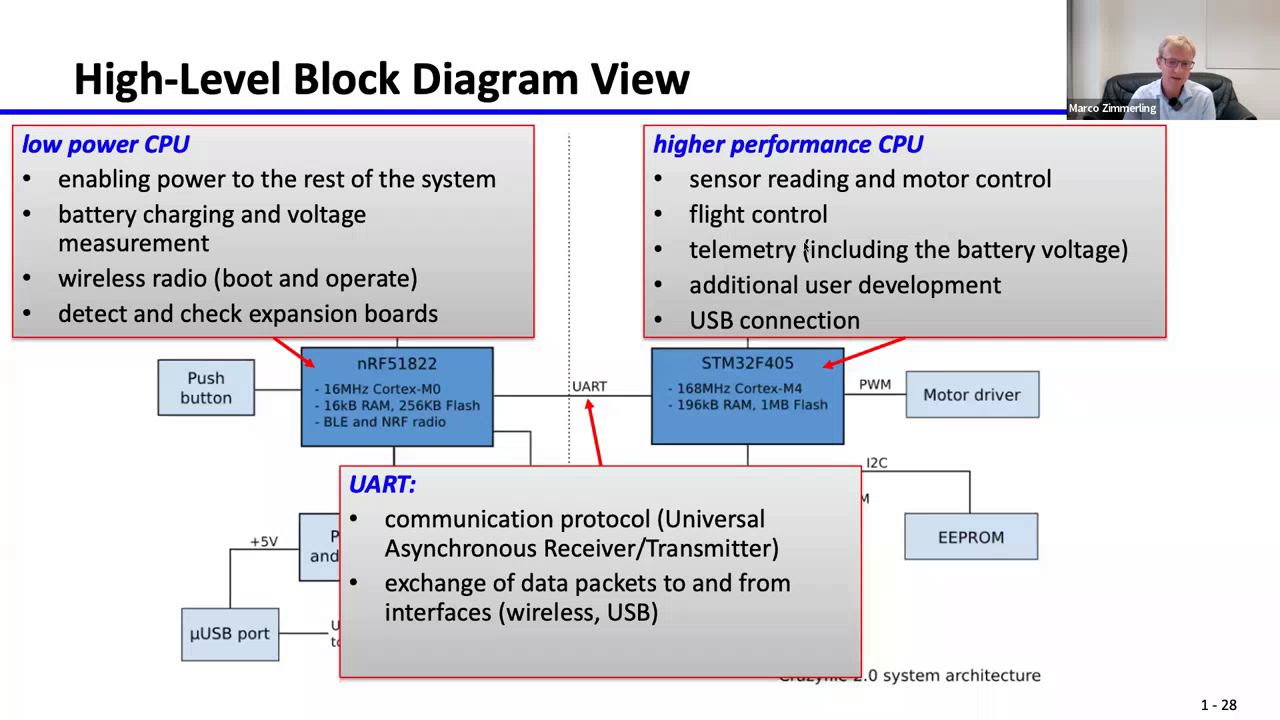 High-Level Block Diagram View
Marco Zimmerling
low power CPU
• enabling power to the rest of the system
• battery charging and voltage
measurement
• wireless radio (boot and operate)
• detect and check expansion boards
higher performance CPU
• sensor reading and motor control
• flight control
• telemetry (including the battery voltage)
• additional user development
• USB connection
Push
button
nRF51822
- 16MHz Cortex-M0
- 16kB RAM, 256KB Flash
- BLE and NRF radio
UART
STM32F405
- 168MHz Cortex-M4
- 196kB RAM, 1MB Flash
PWM
Motor driver
I2C
EEPROM
UART:
• communication protocol (Universal
Asynchronous Receiver/Transmitter)
• exchange of data packets to and from
interfaces (wireless, USB)
+5V
P
and
µUSB port
2.0 system architecture
1 - 28